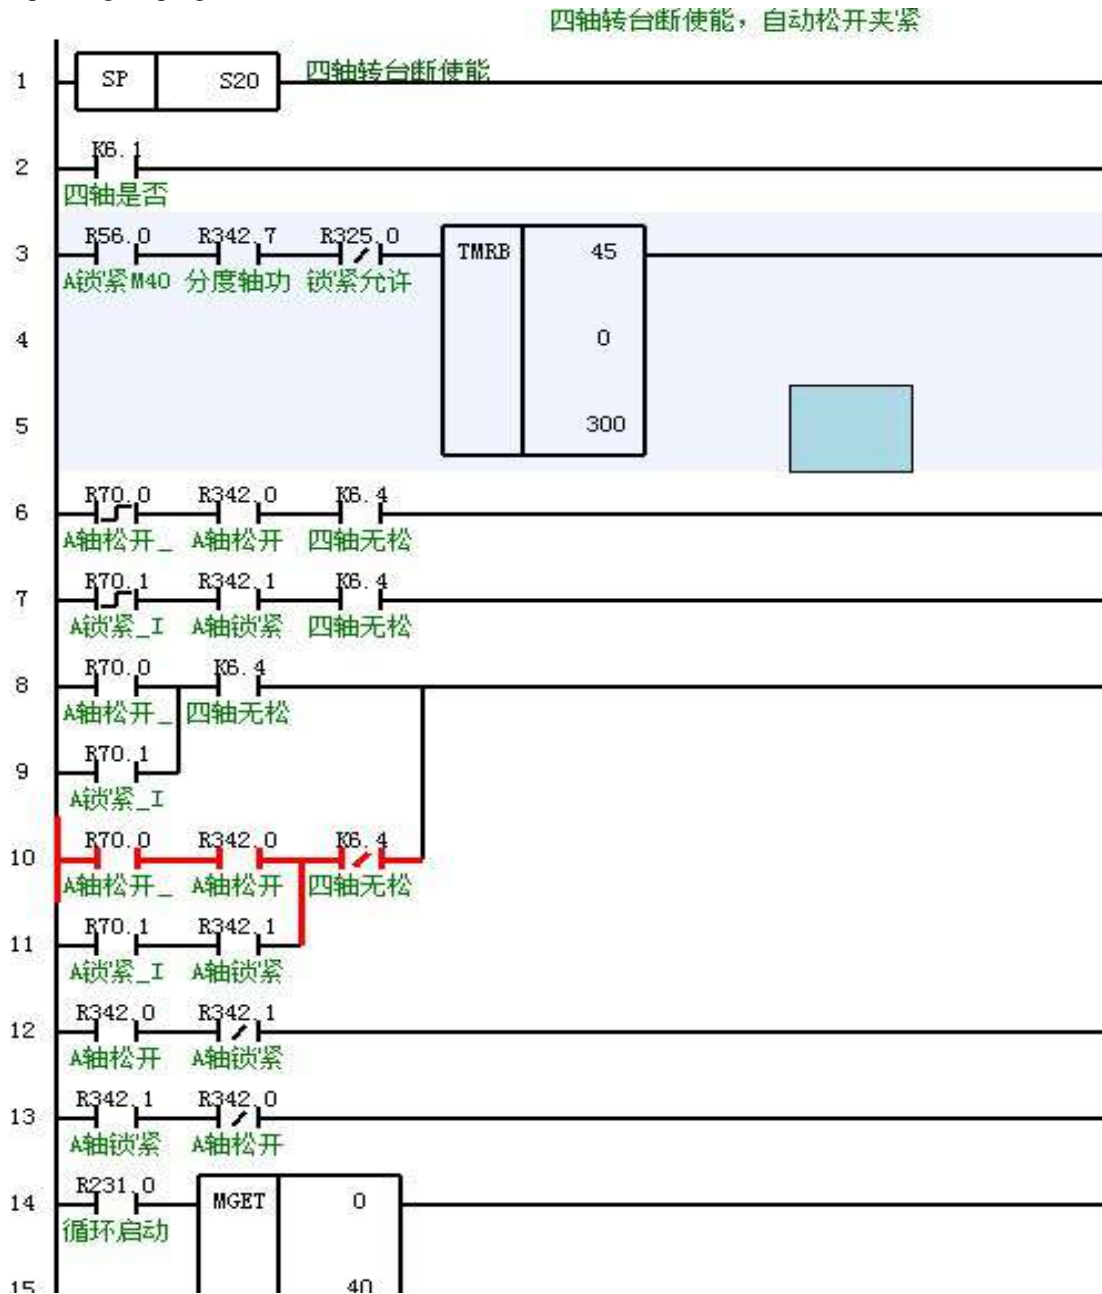 四轴转台断使能，自动松开夹紧
1 SP S20 四轴转台断使能
K6.1
2
四轴是否
R56.0 R342.7 R325.0
3 TMRB 45
A锁紧M40 分度轴功 锁紧允许
4 0
5 300
R70.0 R342.0 K6.4
6
A轴松开_ A轴松开 四轴无松
R70.1 R342.1 K6.4
7
A锁紧_I A轴锁紧 四轴无松
R70.0 K6.4
8
A轴松开_ 四轴无松
R70.1
9
A锁紧_I
R70.0 R342.0 K6.4
10
A轴松开_ A轴松开 四轴无松
R70.1 R342.1
11
A锁紧_I A轴锁紧
R342.0 R342.1
12
A轴松开 A轴锁紧
R342.1 R342.0
13
A轴锁紧 A轴松开
R231.0
14 MGET 0
循环启动
15 40